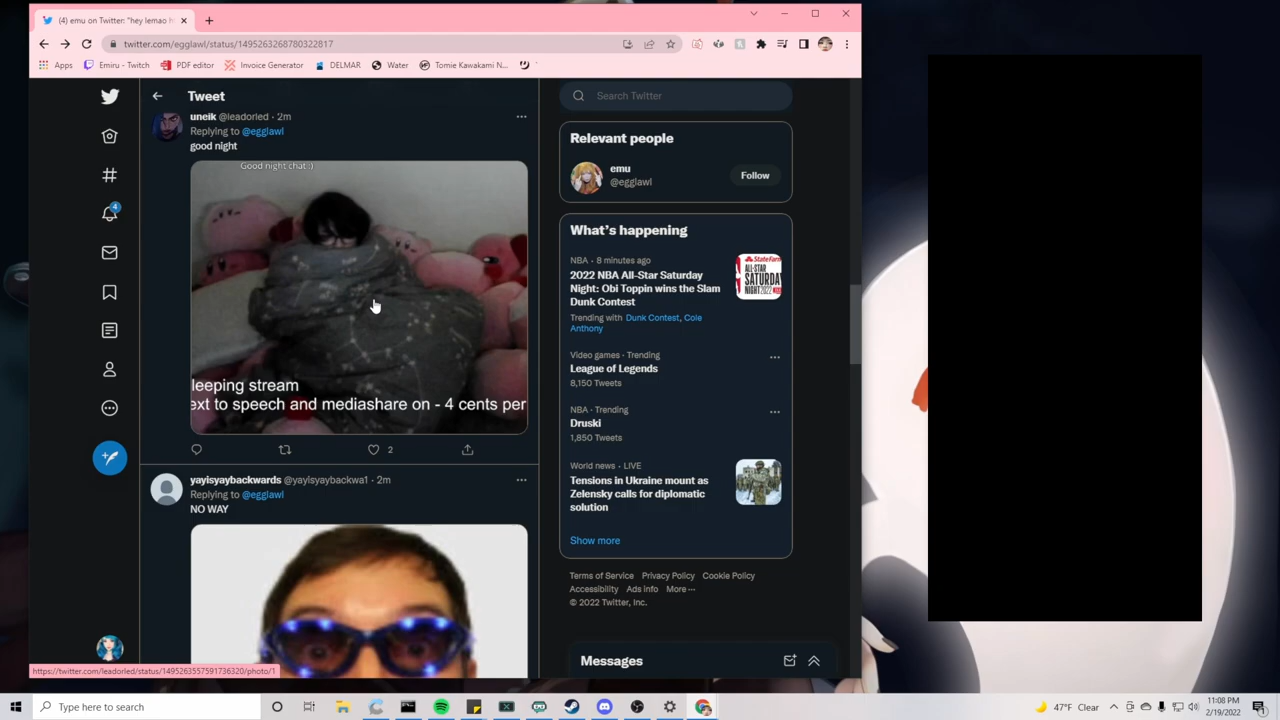 (4) emu on Twitter: "hey lemao h
twitter.com/egglawl/status/1495263268780322817
Apps
Emiru - Twitch
PDF editor
Invoice Generator
DELMAR
Water
Tomie Kawakami N...
Tweet
uneik @leadorled · 2m
Replying to @egglawl
good night
Good night chat :)
leeping stream
ext to speech and mediashare on - 4 cents per
2
yayisyaybackwards @yayisyaybackwa1 · 2m
Replying to @egglawl
NO WAY
4
Search Twitter
Relevant people
emu
@egglawl
Follow
What's happening
NBA · 8 minutes ago
2022 NBA All-Star Saturday
Night: Obi Toppin wins the Slam
Dunk Contest
Trending with Dunk Contest, Cole
Anthony
StateFarm
ALL-STAR
SATURDAY
NIGHT2022
Video games · Trending
League of Legends
8,150 Tweets
NBA · Trending
Druski
1,850 Tweets
World news · LIVE
Tensions in Ukraine mount as
Zelensky calls for diplomatic
solution
Show more
Terms of Service Privacy Policy Cookie Policy
Accessibility Ads info More ···
© 2022 Twitter, Inc.
Messages
https://twitter.com/leadorled/status/1495263557591736320/photo/1
Type here to search
47°F Clear
11:08 PM
2/19/2022